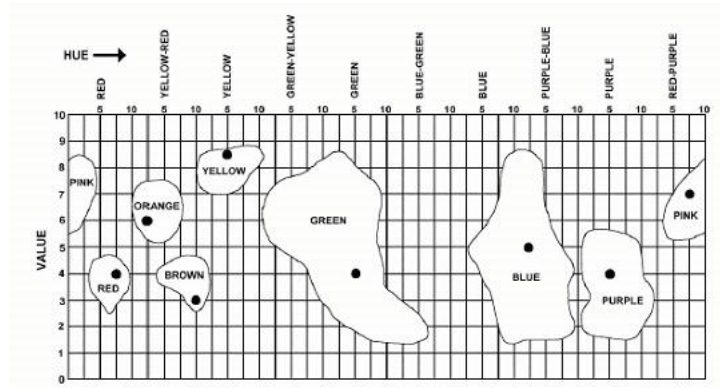 HUE
RED
YELLOW-RED
YELLOW
GREEN-YELLOW
GREEN
BLUE-GREEN
BLUE
PURPLE-BLUE
PURPLE
RED-PURPLE
5 10 5 10 5 10 5 10 5 10 5 10 5 10 5 10 5 10 5 10
VALUE
10
9
8
7
6
5
4
3
2
1
0
PINK
ORANGE
RED
BROWN
YELLOW
GREEN
BLUE
PURPLE
PINK